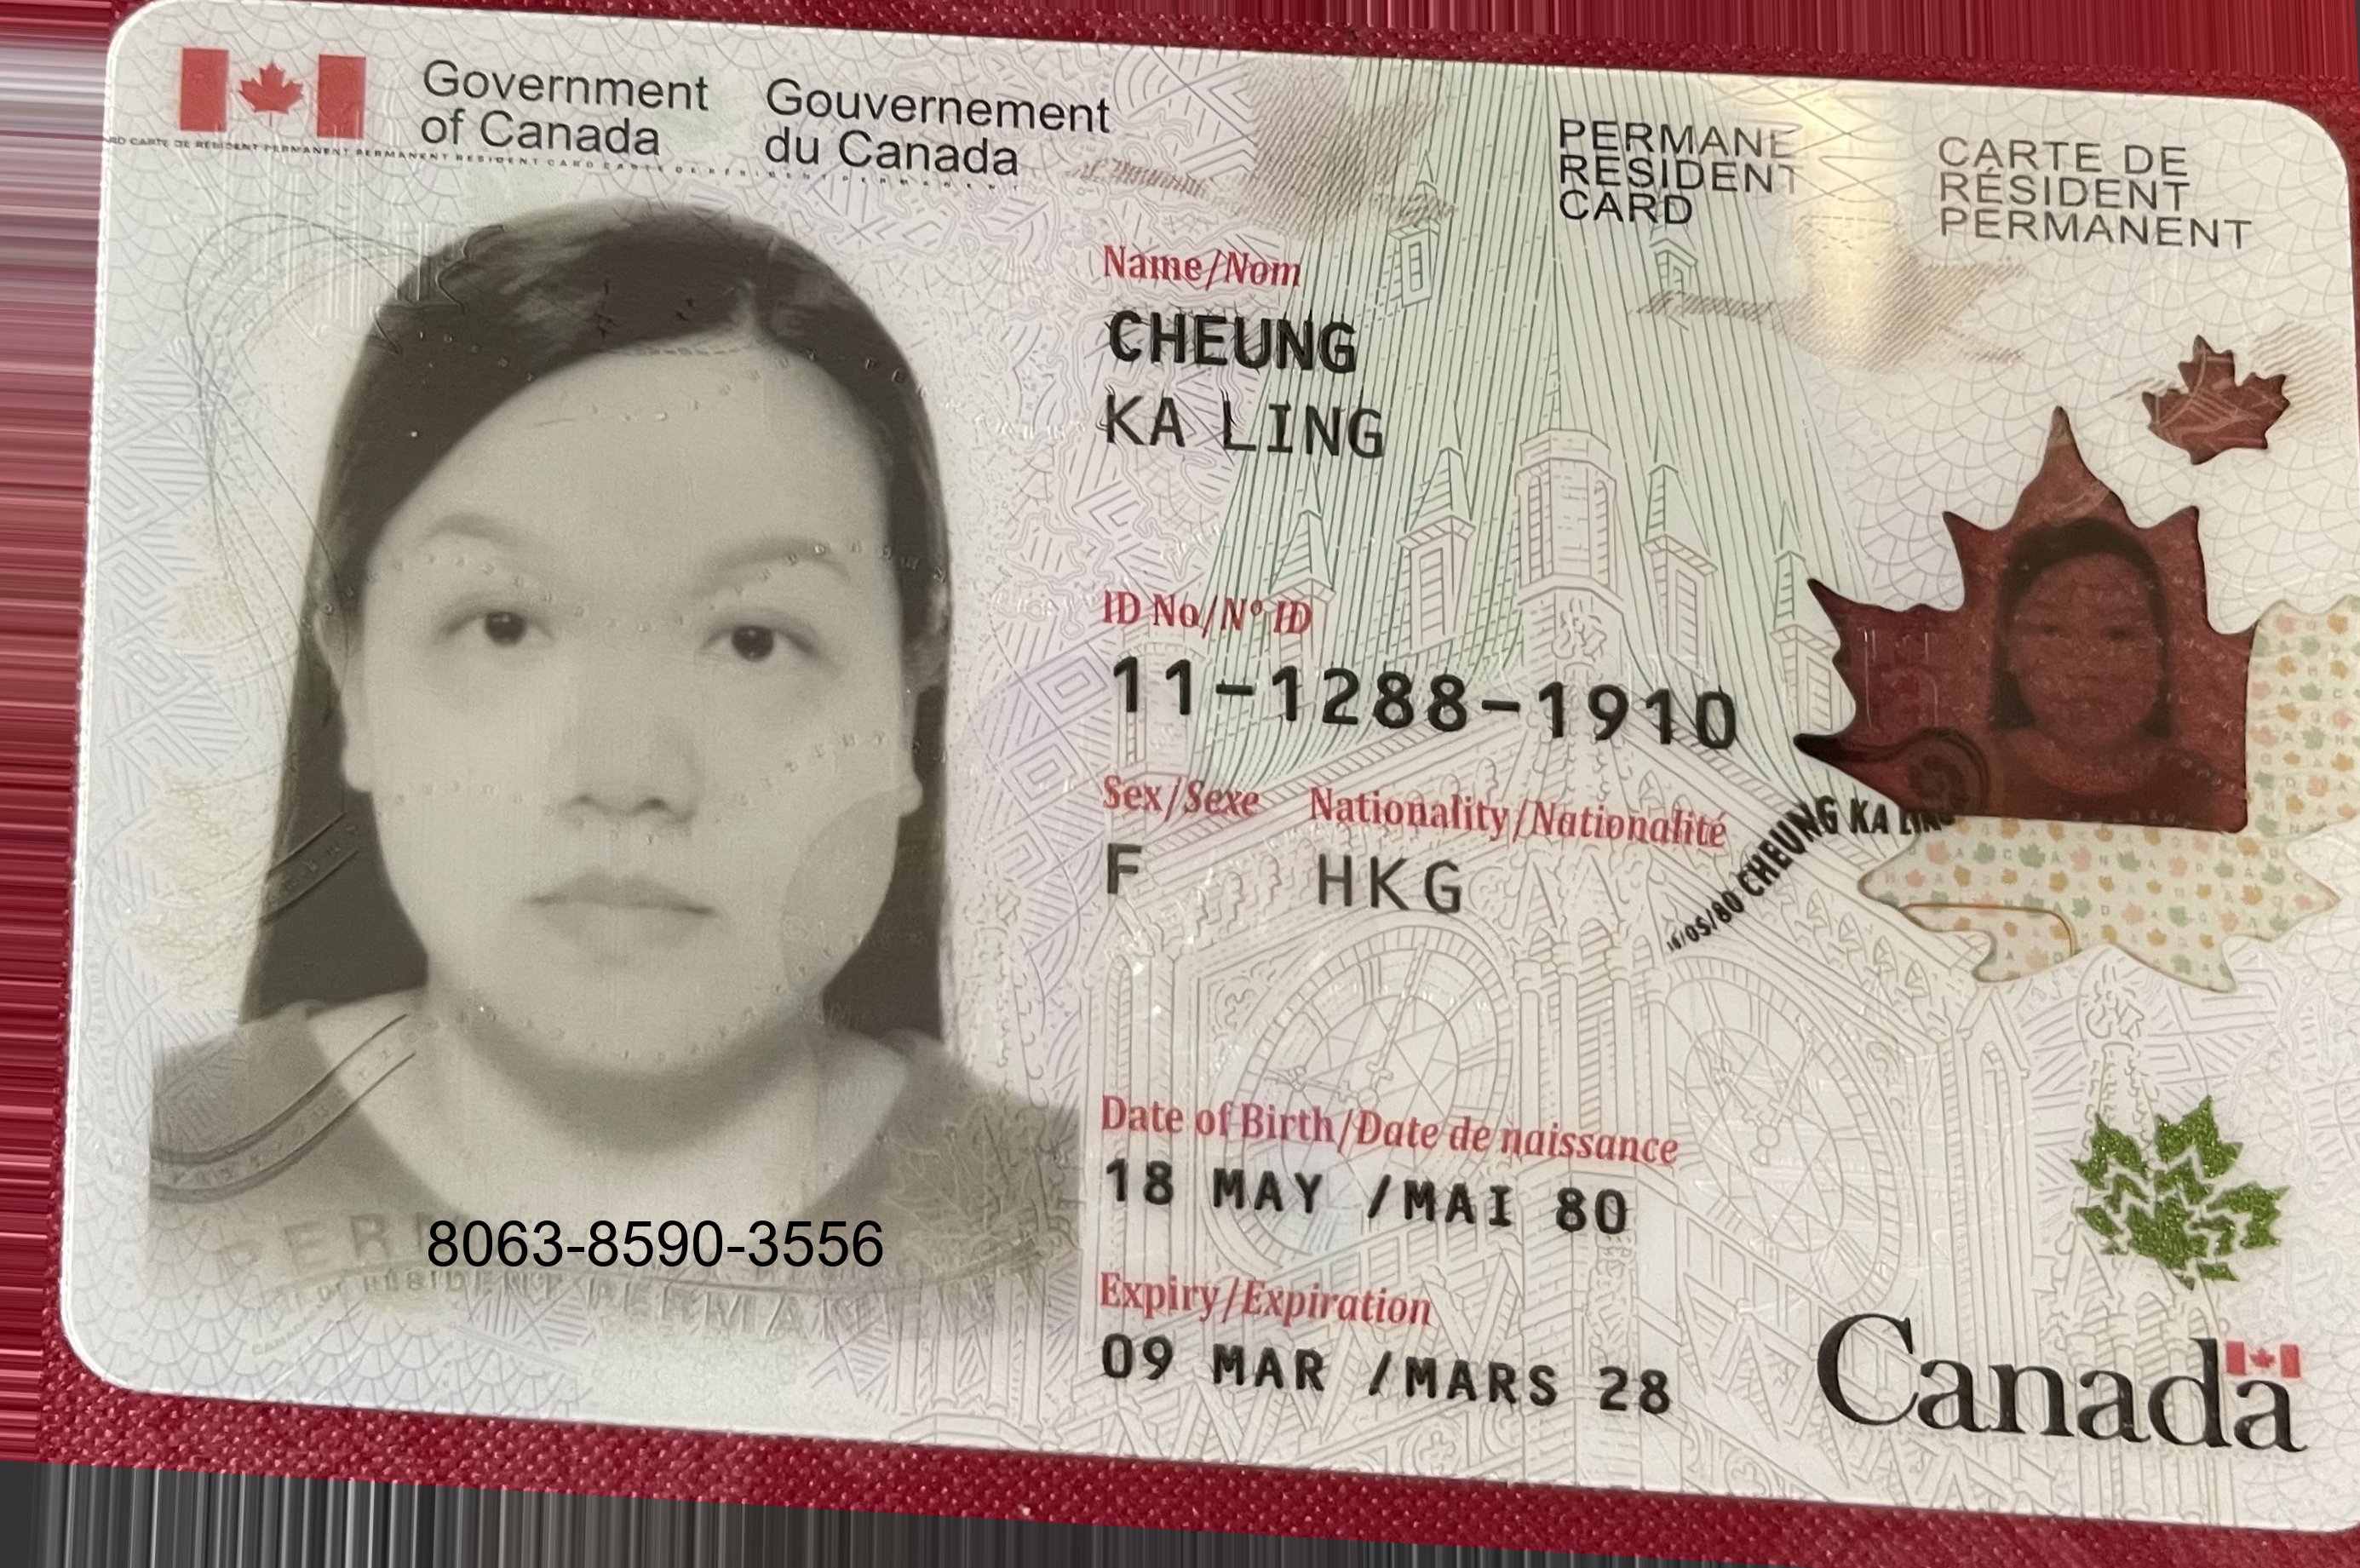 Government
of Canada
Gouvernement
du Canada
PERMANE
RESIDENT
CARD
CARTE DE
RÉSIDENT
PERMANENT
Name/Nom
CHEUNG
KA LING
ID No/Nº ID
11-1288-1910
Sex/Sexe Nationality/Nationalité
F HKG
/05/80 CHEUNG KA LING
Date of Birth/Date de naissance
18 MAY /MAI 80
8063-8590-3556
Expiry/Expiration
09 MAR /MARS 28
Canada